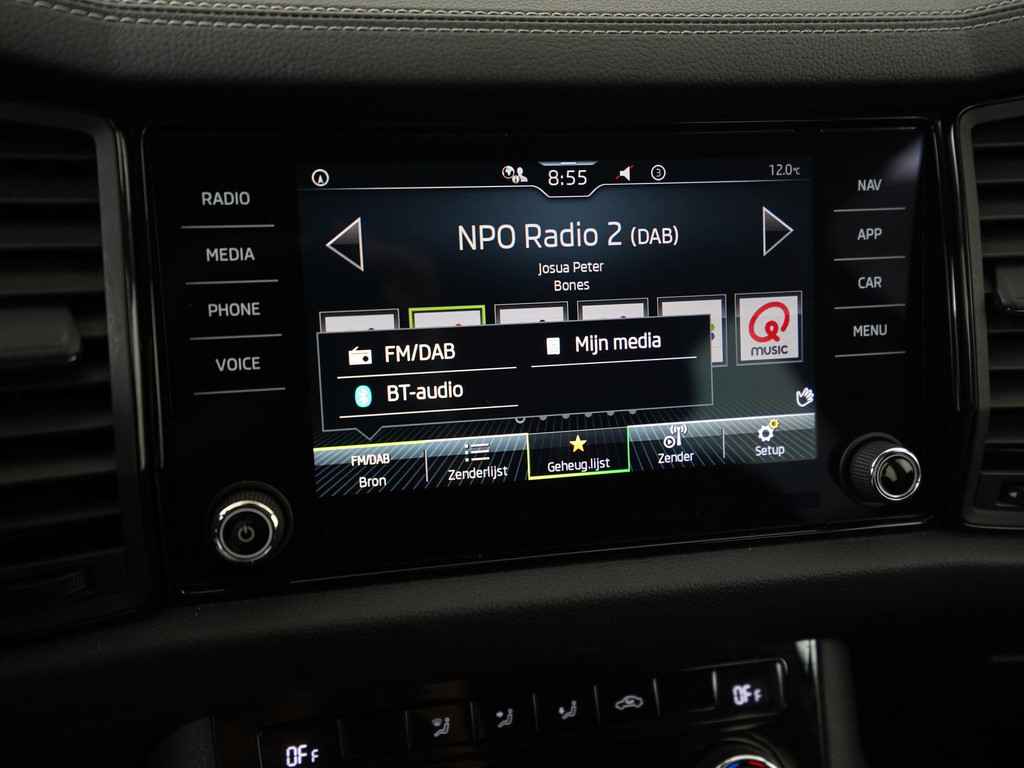 8:55
3
12.0°C
RADIO
MEDIA
PHONE
VOICE
NAV
APP
CAR
MENU
NPO Radio 2 (DAB)
Josua Peter
Bones
Q
MUSIC
FM/DAB
Mijn media
BT-audio
FM/DAB
Bron
Zenderlijst
Geheug.lijst
Zender
Setup
OFF
OFF